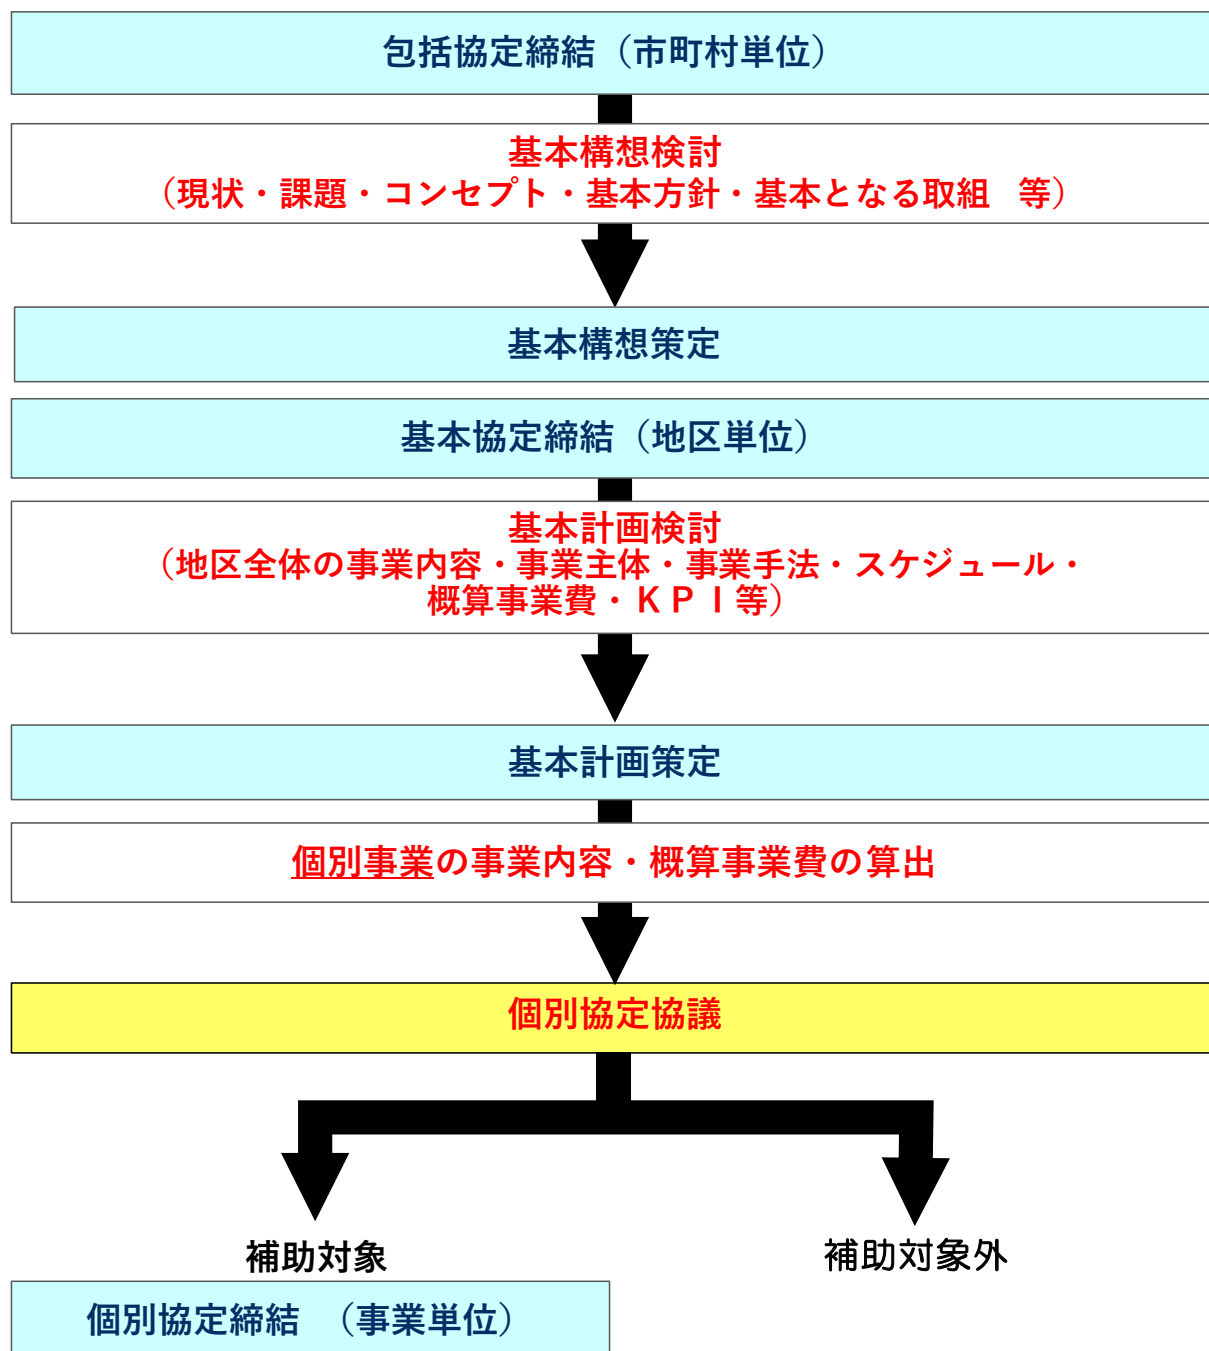 包括協定締結（市町村単位）
基本構想検討
（現状・課題・コンセプト・基本方針・基本となる取組　等）
基本構想策定
基本協定締結（地区単位）
基本計画検討
（地区全体の事業内容・事業主体・事業手法・スケジュール・
概算事業費・ＫＰＩ等）
基本計画策定
個別事業の事業内容・概算事業費の算出
個別協定協議
補助対象
補助対象外
個別協定締結　（事業単位）